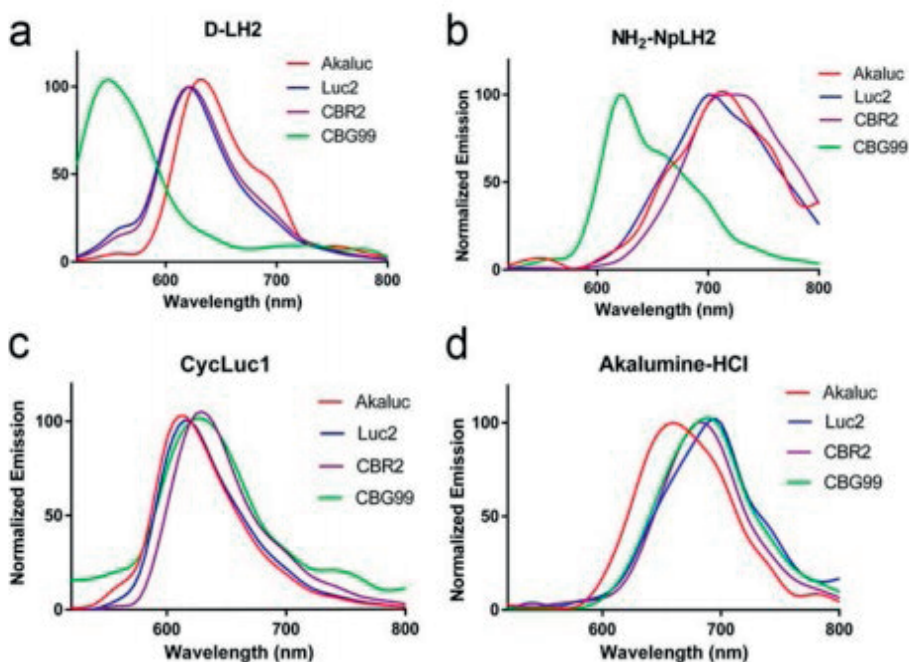 a
D-LH2
Akaluc
Luc2
CBR2
CBG99
100
50
0
600
700
800
Wavelength (nm)
b
NH₂-NpLH2
Akaluc
Luc2
CBR2
CBG99
Normalized Emission
100
50
0
600
700
800
Wavelength (nm)
c
CycLuc1
Akaluc
Luc2
CBR2
CBG99
Normalized Emission
100
50
0
600
700
800
Wavelength (nm)
d
Akalumine-HCl
Akaluc
Luc2
CBR2
CBG99
Normalized Emission
100
50
0
600
700
800
Wavelength (nm)